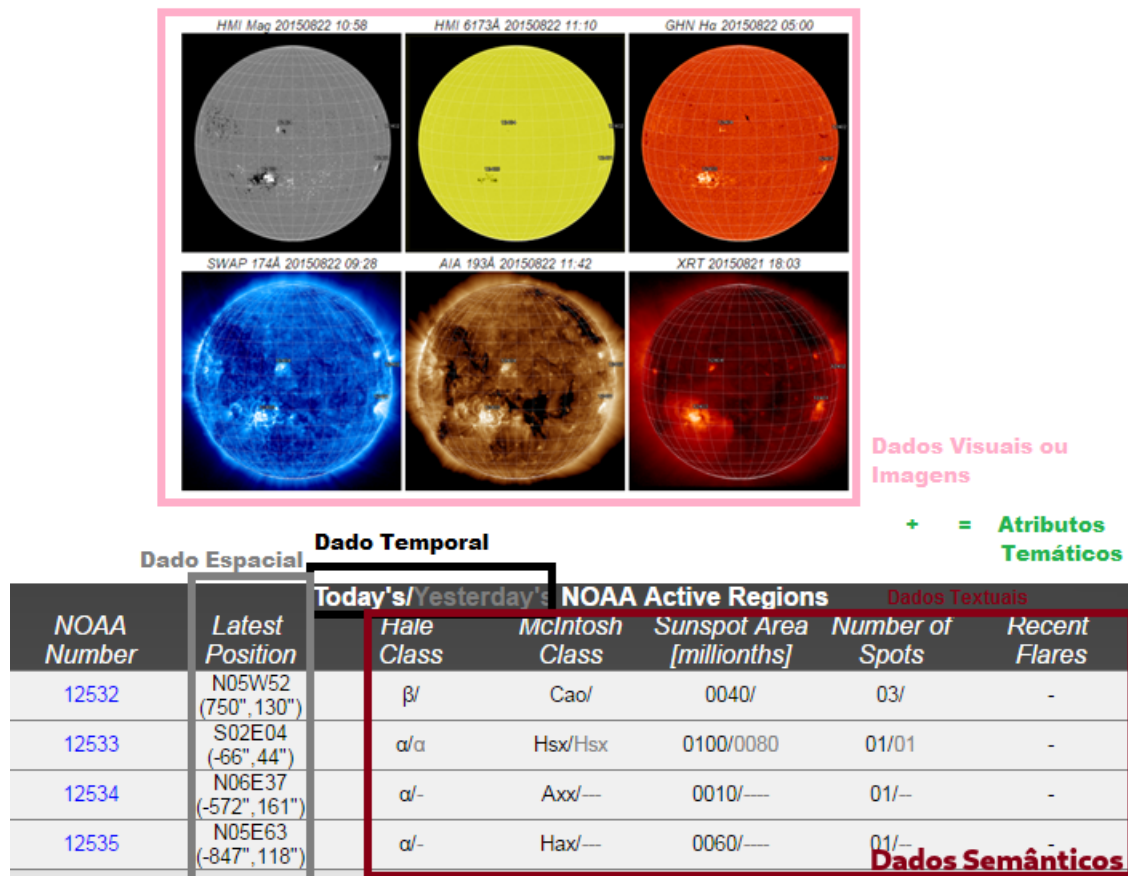 HMI Mag 20150822 10:58 HMI 6173Å 20150822 11:10 GHN Hα 20150822 05:00
SWAP 174Å 20150822 09:28 AIA 193Å 20150822 11:42 XRT 20150821 18:03
Dados Visuais ou
Imagens
+ = Atributos
Temáticos
Dado Temporal
Dado Espacial
Today's/Yesterday's NOAA Active Regions Dados Textuais
NOAA Latest Hale McIntosh Sunspot Area Number of Recent
Number Position Class Class [millionths] Spots Flares
N05W52
12532 β/ Cao/ 0040/ 03/ -
(750",130")
S02E04
12533 α/α Hsx/Hsx 0100/0080 01/01 -
(-66",44")
N06E37
12534 α/- Axx/--- 0010/---- 01/-- -
(-572",161")
N05E63
12535 α/- Hax/--- 0060/---- 01/-- -
(-847",118")
Dados Semânticos